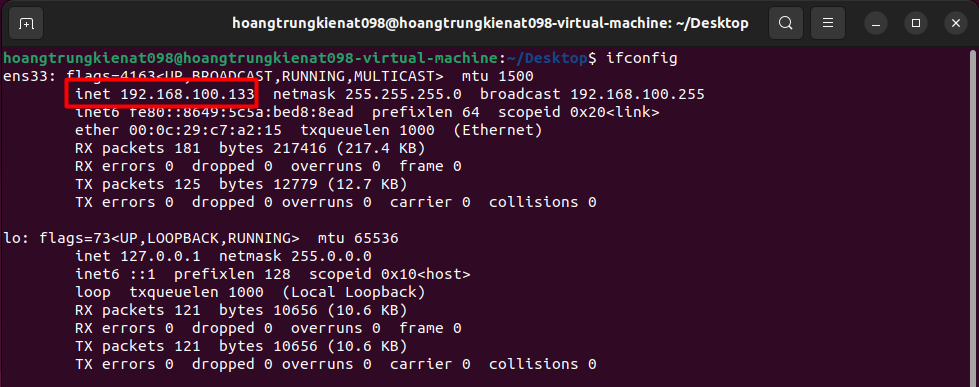 hoangtrungkienat098@hoangtrungkienat098-virtual-machine: ~/Desktop
hoangtrungkienat098@hoangtrungkienat098-virtual-machine:~/Desktop$ ifconfig
ens33: flags=4163<UP,BROADCAST,RUNNING,MULTICAST>  mtu 1500
        inet 192.168.100.133  netmask 255.255.255.0  broadcast 192.168.100.255
        inet6 fe80::8649:5c5a:bed8:8ead  prefixlen 64  scopeid 0x20<link>
        ether 00:0c:29:c7:a2:15  txqueuelen 1000  (Ethernet)
        RX packets 181  bytes 217416 (217.4 KB)
        RX errors 0  dropped 0  overruns 0  frame 0
        TX packets 125  bytes 12779 (12.7 KB)
        TX errors 0  dropped 0 overruns 0  carrier 0  collisions 0
lo: flags=73<UP,LOOPBACK,RUNNING>  mtu 65536
        inet 127.0.0.1  netmask 255.0.0.0
        inet6 ::1  prefixlen 128  scopeid 0x10<host>
        loop  txqueuelen 1000  (Local Loopback)
        RX packets 121  bytes 10656 (10.6 KB)
        RX errors 0  dropped 0  overruns 0  frame 0
        TX packets 121  bytes 10656 (10.6 KB)
        TX errors 0  dropped 0 overruns 0  carrier 0  collisions 0